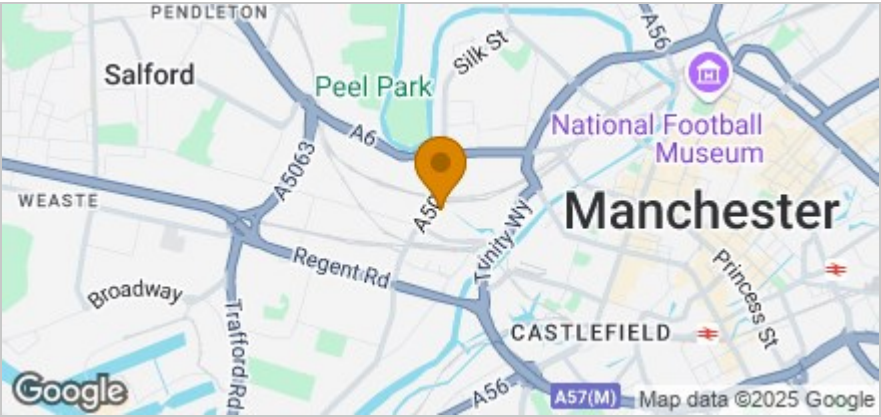 PENDLETON
A56
Silk St
Salford
Peel Park
National Football
Museum
A6
A5063
WEASTE
A50
Manchester
Trinity Wy
Regent Rd
Princess St
Broadway
Trafford Rd
CASTLEFIELD
A56
A57(M)
Google
Map data ©2025 Google